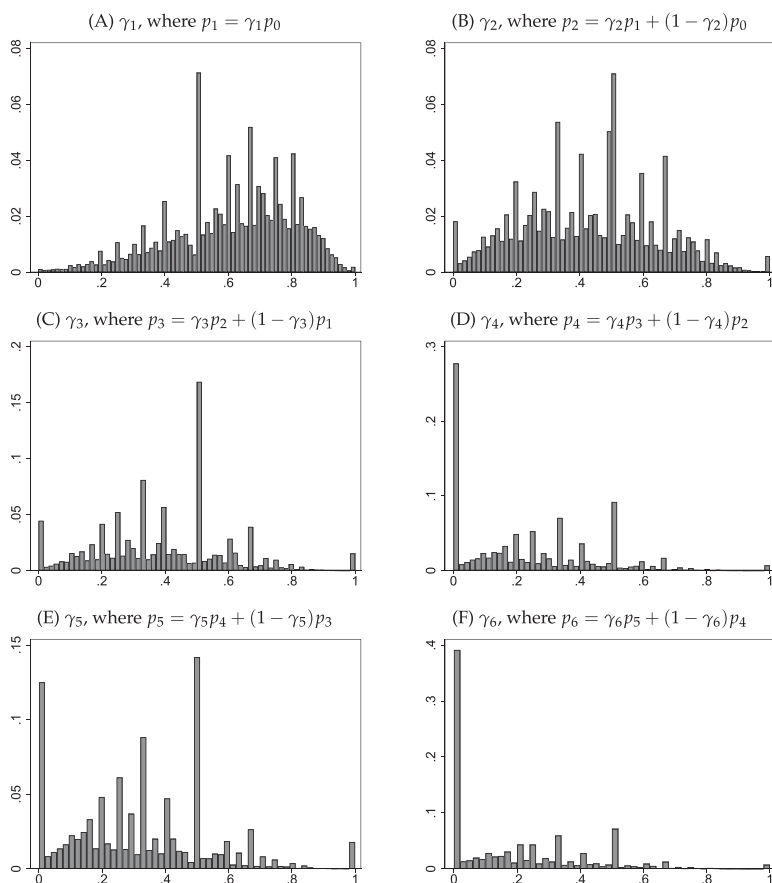 (A) γ1, where p1 = γ1p0
(B) γ2, where p2 = γ2p1 + (1 − γ2)p0
.08
.06
.04
.02
0
0 .2 .4 .6 .8 1
.08
.06
.04
.02
0
0 .2 .4 .6 .8 1
(C) γ3, where p3 = γ3p2 + (1 − γ3)p1
(D) γ4, where p4 = γ4p3 + (1 − γ4)p2
.2
.15
.1
.05
0
0 .2 .4 .6 .8 1
.3
.2
.1
0
0 .2 .4 .6 .8 1
(E) γ5, where p5 = γ5p4 + (1 − γ5)p3
(F) γ6, where p6 = γ6p5 + (1 − γ6)p4
.15
.1
.05
0
0 .2 .4 .6 .8 1
.4
.3
.2
.1
0
0 .2 .4 .6 .8 1